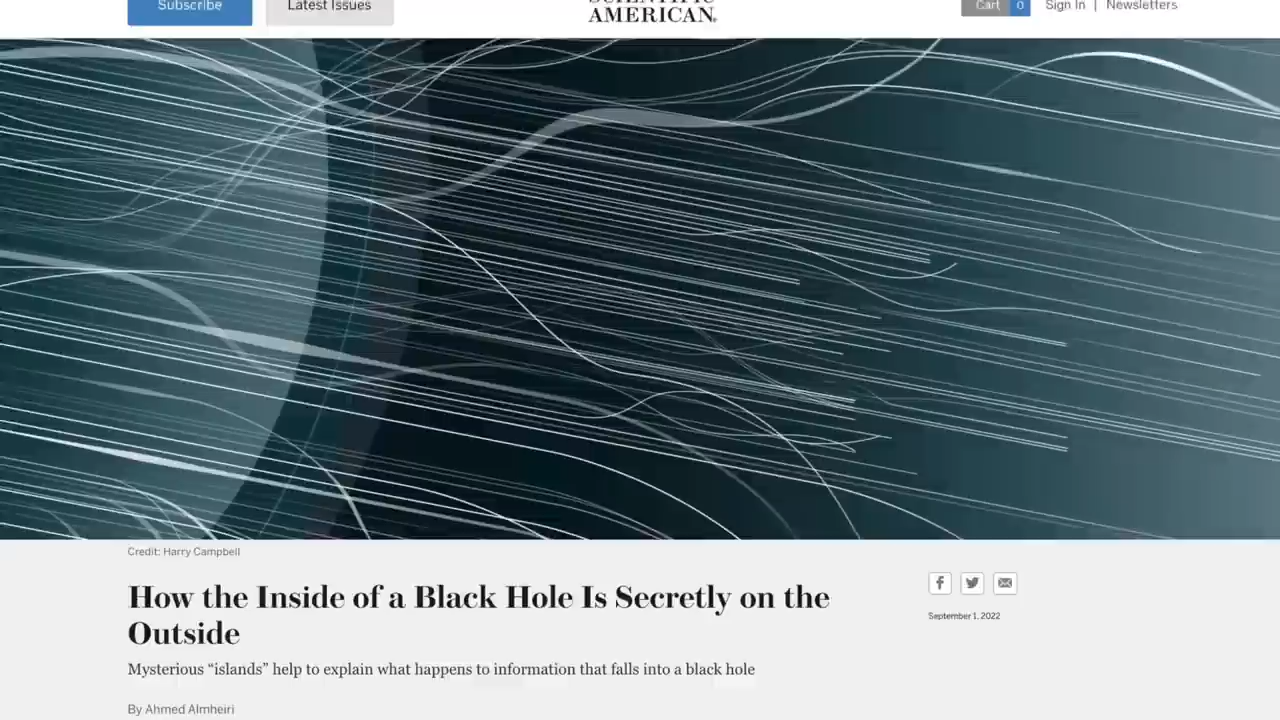 Subscribe
Latest Issues
SCIENTIFIC
AMERICAN®
Cart 0
Sign In | Newsletters
Credit: Harry Campbell
How the Inside of a Black Hole Is Secretly on the
Outside
September 1, 2022
Mysterious “islands” help to explain what happens to information that falls into a black hole
By Ahmed Almheiri